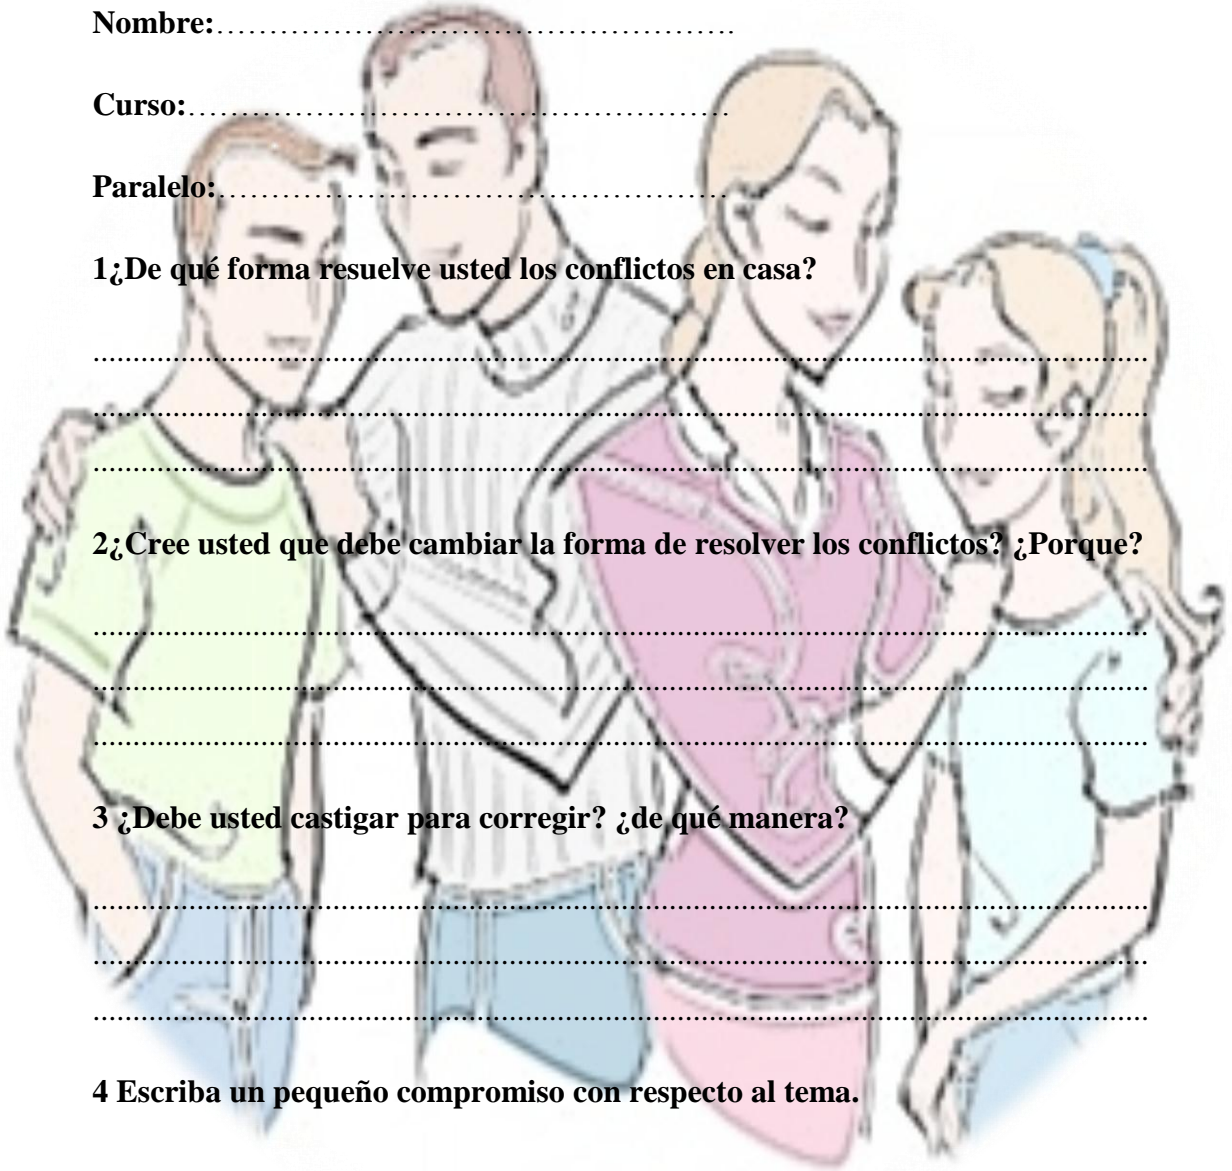 Nombre:………………………………………….
Curso:……………………………………………
Paralelo:…………………………………………
1¿De qué forma resuelve usted los conflictos en casa?
........................................................................................................................................
........................................................................................................................................
........................................................................................................................................
2¿Cree usted que debe cambiar la forma de resolver los conflictos? ¿Porque?
........................................................................................................................................
........................................................................................................................................
........................................................................................................................................
3 ¿Debe usted castigar para corregir? ¿de qué manera?
........................................................................................................................................
........................................................................................................................................
........................................................................................................................................
4 Escriba un pequeño compromiso con respecto al tema.